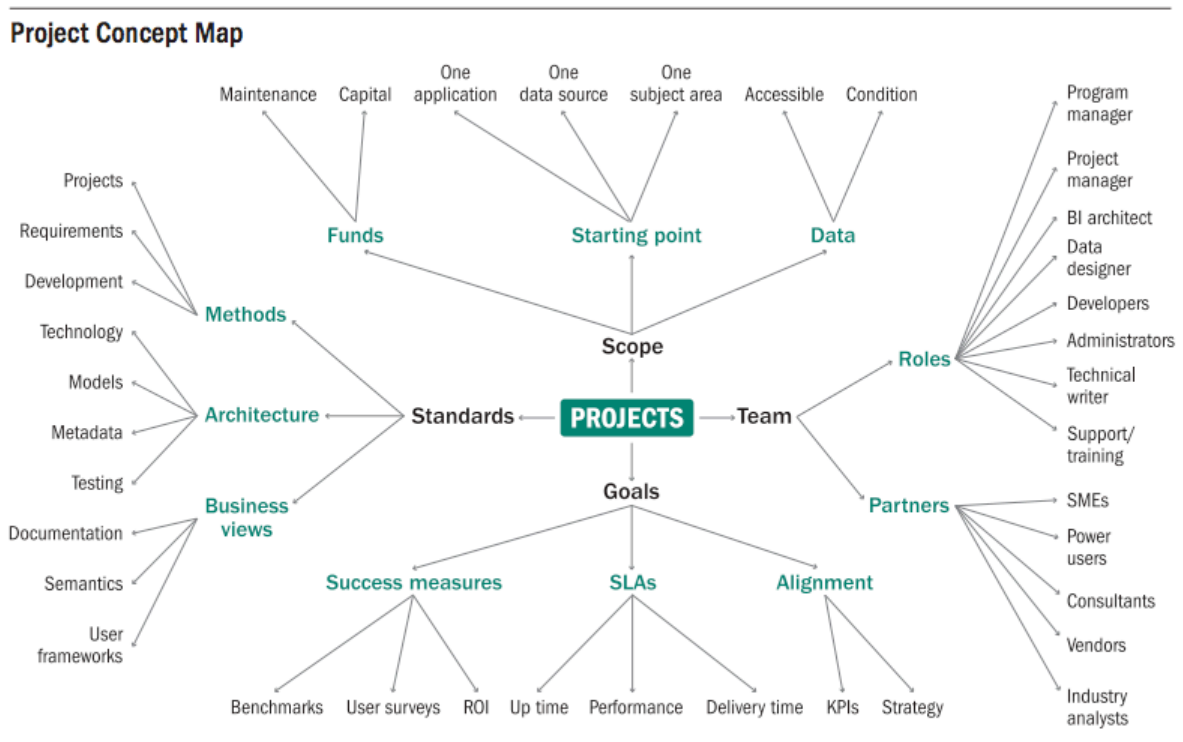 Project Concept Map
Maintenance
Capital
One
application
One
data source
One
subject area
Accessible
Condition
Funds
Starting point
Data
Scope
Projects
Requirements
Development
Methods
Technology
Models
Metadata
Testing
Architecture
Documentation
Semantics
User
frameworks
Business
views
Standards
PROJECTS
Team
Roles
Program
manager
Project
manager
BI architect
Data
designer
Developers
Administrators
Technical
writer
Support/
training
Partners
SMEs
Power
users
Consultants
Vendors
Industry
analysts
Goals
Success measures
SLAs
Alignment
Benchmarks
User surveys
ROI
Up time
Performance
Delivery time
KPIs
Strategy